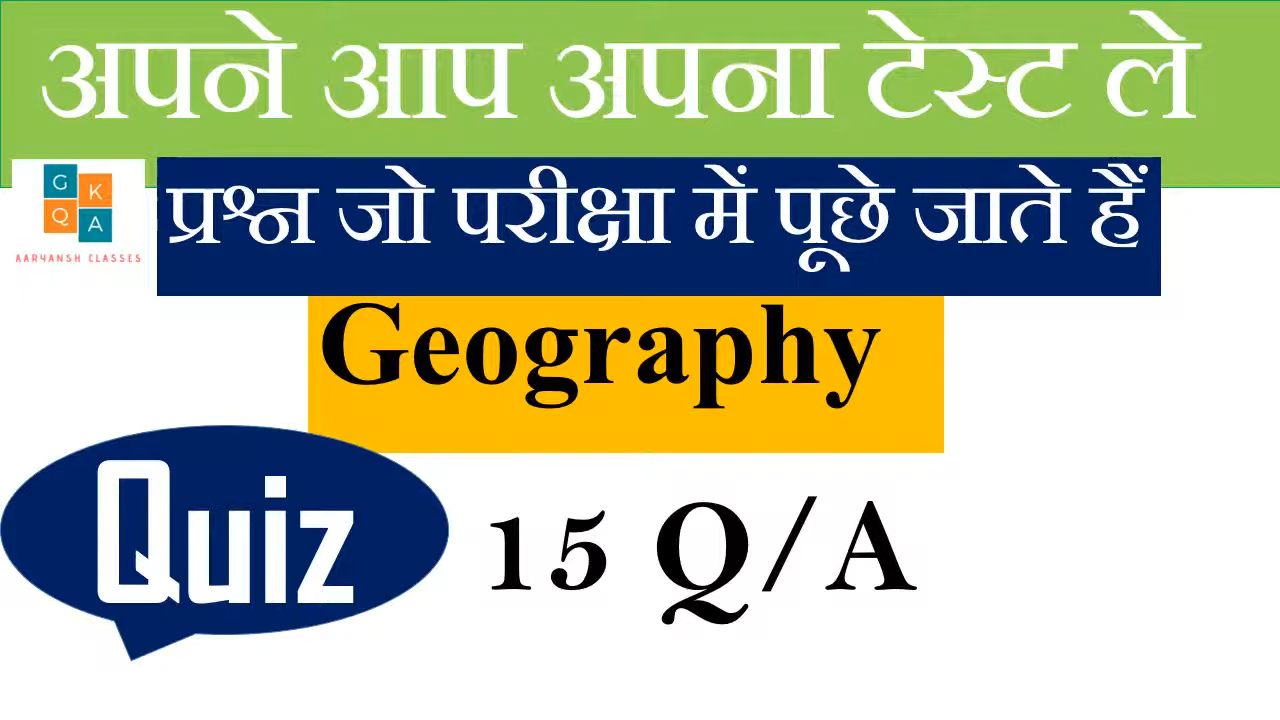 अपने आप अपना टेस्ट ले
G K
Q A
AARYANSH CLASSES
प्रश्न जो परीक्षा में पूछे जाते हैं
Geography
Quiz
15 Q/A